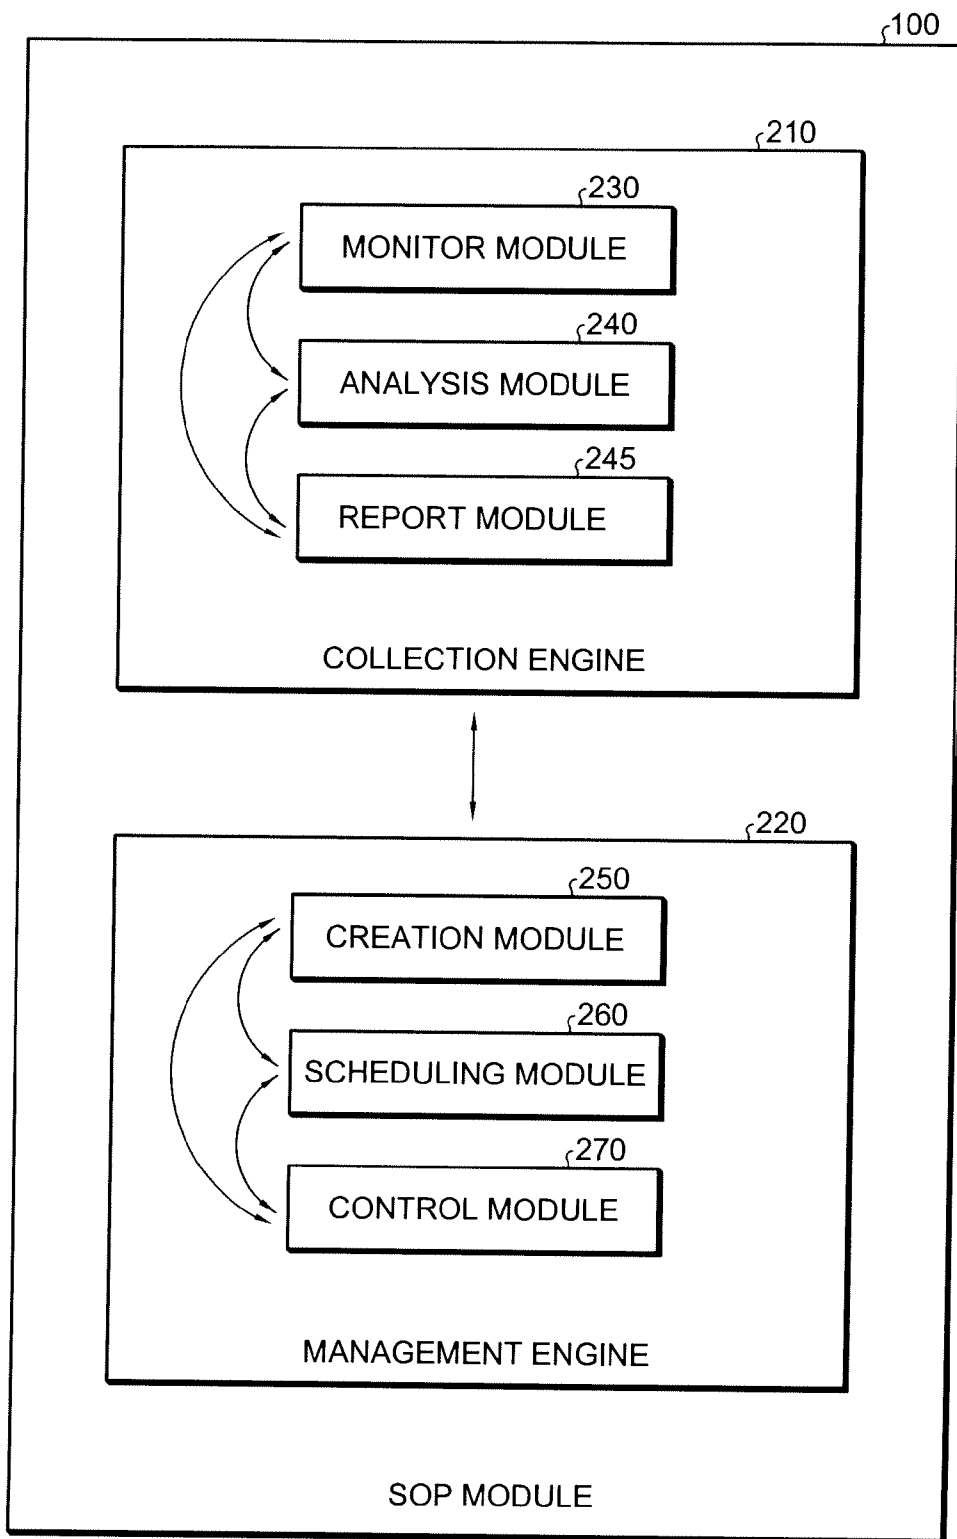 100
210
230
MONITOR MODULE
240
ANALYSIS MODULE
245
REPORT MODULE
COLLECTION ENGINE
220
250
CREATION MODULE
260
SCHEDULING MODULE
270
CONTROL MODULE
MANAGEMENT ENGINE
SOP MODULE